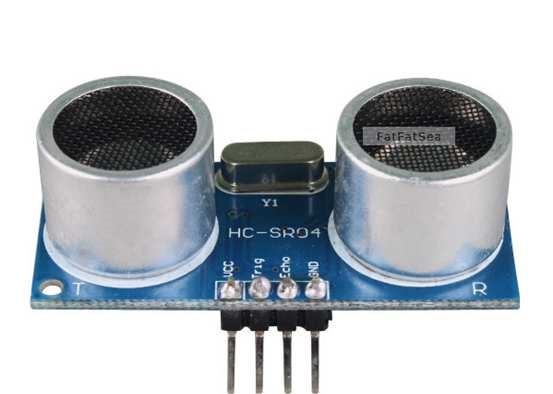 FatFatSea
Y1
HC-SR04
VCC
Trig
Echo
GND
T
R